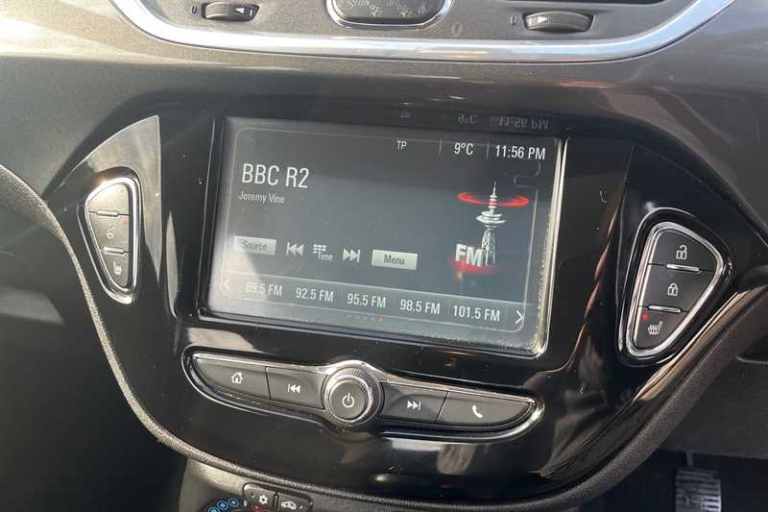 TP 9°C 11:56 PM
BBC R2
Jeremy Vine
FM
Source Time Menu
89.5 FM 92.5 FM 95.5 FM 98.5 FM 101.5 FM